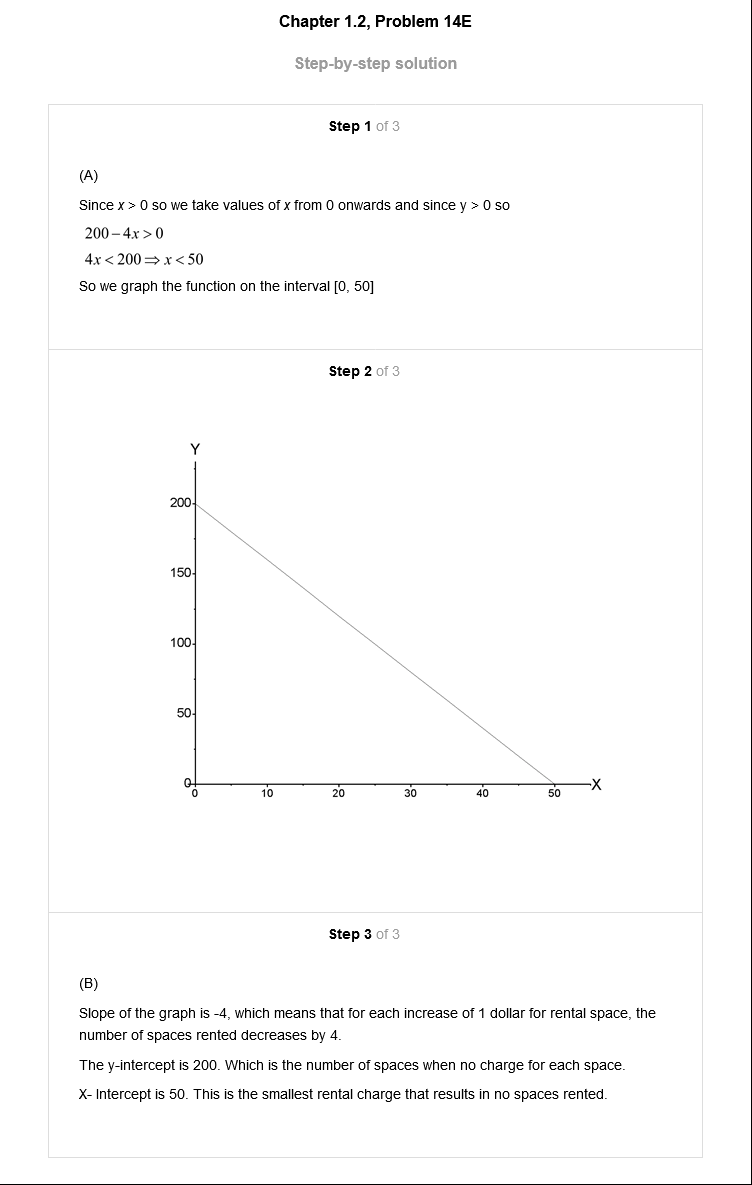 Chapter 1.2, Problem 14E
Step-by-step solution
Step 1 of 3
(A)
Since x > 0 so we take values of x from 0 onwards and since y > 0 so
200 – 4x > 0
4x < 200 ⇒ x < 50
So we graph the function on the interval [0, 50]
Step 2 of 3
Y
200
150
100
50
0
0 10 20 30 40 50
X
Step 3 of 3
(B)
Slope of the graph is -4, which means that for each increase of 1 dollar for rental space, the
number of spaces rented decreases by 4.
The y-intercept is 200. Which is the number of spaces when no charge for each space.
X- Intercept is 50. This is the smallest rental charge that results in no spaces rented.